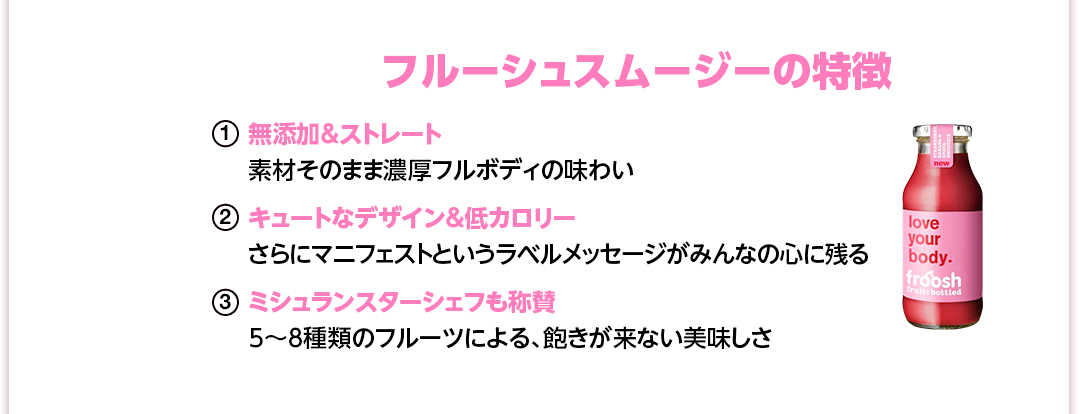 フルーシュスムージーの特徴
① 無添加&ストレート
素材そのまま濃厚フルボディの味わい
② キュートなデザイン&低カロリー
さらにマニフェストというラベルメッセージがみんなの心に残る
③ ミシュランスターシェフも称賛
5〜8種類のフルーツによる、飽きが来ない美味しさ
new
love
your
body.
froosh
fruit: bottled